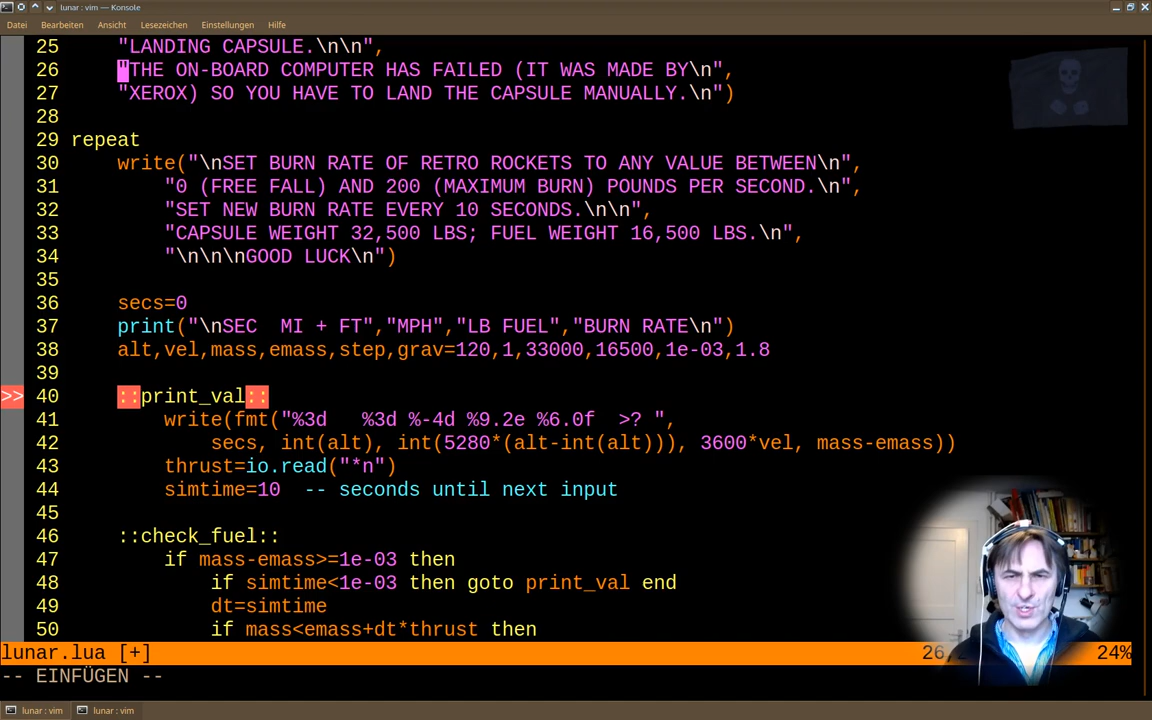 lunar : vim — Konsole
Datei Bearbeiten Ansicht Lesezeichen Einstellungen Hilfe
25 "LANDING CAPSULE.\n\n",
26 "THE ON-BOARD COMPUTER HAS FAILED (IT WAS MADE BY\n",
27 "XEROX) SO YOU HAVE TO LAND THE CAPSULE MANUALLY.\n")
28
29 repeat
30 write("\nSET BURN RATE OF RETRO ROCKETS TO ANY VALUE BETWEEN\n",
31 "0 (FREE FALL) AND 200 (MAXIMUM BURN) POUNDS PER SECOND.\n",
32 "SET NEW BURN RATE EVERY 10 SECONDS.\n\n",
33 "CAPSULE WEIGHT 32,500 LBS; FUEL WEIGHT 16,500 LBS.\n",
34 "\n\n\nGOOD LUCK\n")
35
36 secs=0
37 print("\nSEC  MI + FT","MPH","LB FUEL","BURN RATE\n")
38 alt,vel,mass,emass,step,grav=120,1,33000,16500,1e-03,1.8
39
>> 40 ::print_val::
41 write(fmt("%3d   %3d %-4d %9.2e %6.0f  >? ",
42 secs, int(alt), int(5280*(alt-int(alt))), 3600*vel, mass-emass))
43 thrust=io.read("*n")
44 simtime=10  -- seconds until next input
45
46 ::check_fuel::
47 if mass-emass>=1e-03 then
48 if simtime<1e-03 then goto print_val end
49 dt=simtime
50 if mass<emass+dt*thrust then
lunar.lua [+] 26, 24%
-- EINFÜGEN --
lunar : vim lunar : vim